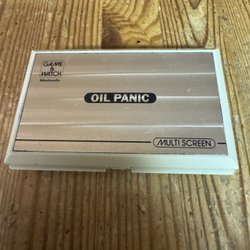 GAME
&
WATCH
Nintendo
OIL PANIC
MULTI SCREEN